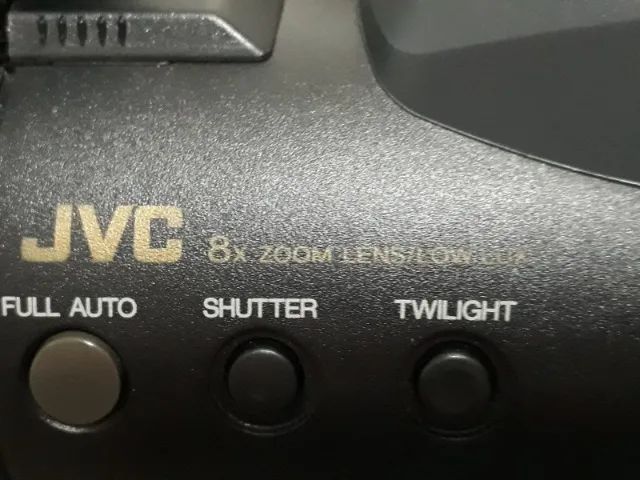 JVC 8x ZOOM LENS/LOW LUX
FULL AUTO SHUTTER TWILIGHT